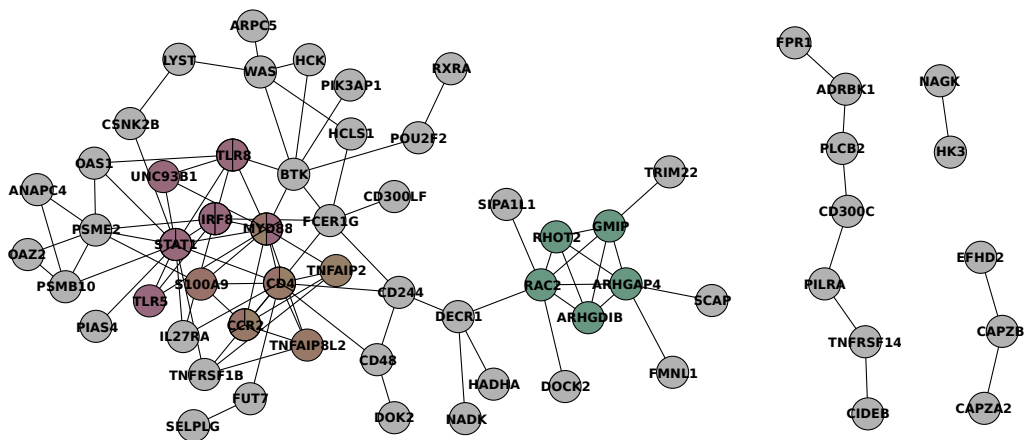 ARPC5
FPR1
LYST
WAS
HCK
RXRA
PIK3AP1
NAGK
ADRBK1
CSNK2B
HCLS1
POU2F2
PLCB2
HK3
OAS1
TLR8
UNC93B1
BTK
TRIM22
ANAPC4
CD300LF
SIPA1L1
CD300C
PSME2
IRF8
MYD88
FCER1G
RHOT2
GMIP
STAT1
OAZ2
EFHD2
PSMB10
S100A9
CD4
TNFAIP2
CD244
RAC2
ARHGAP4
PILRA
TLR5
SCAP
PIAS4
IL27RA
CCR2
DECR1
ARHGDIB
CAPZB
TNFAIP8L2
TNFRSF14
TNFRSF1B
CD48
HADHA
DOCK2
FMNL1
FUT7
SELPLG
DOK2
NADK
CIDEB
CAPZA2